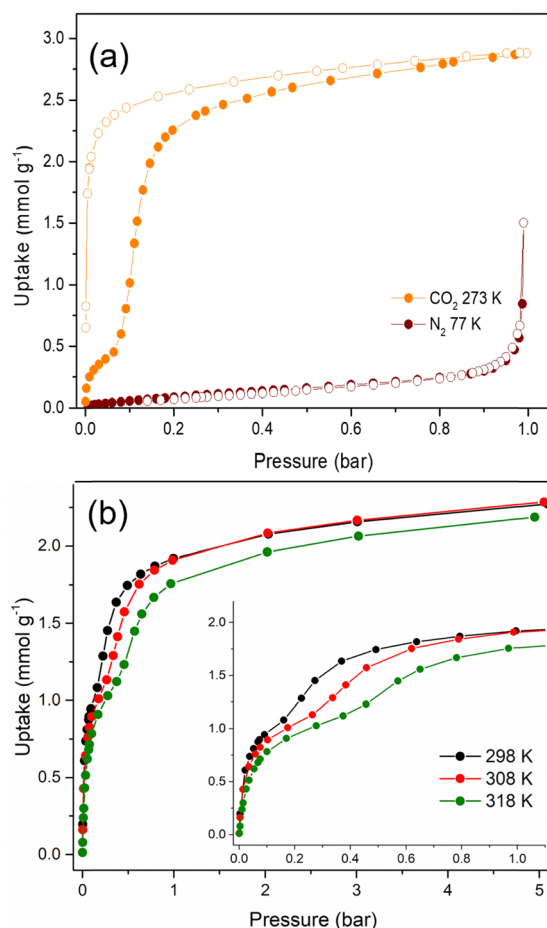 (a)
3.0
2.5
2.0
1.5
1.0
0.5
0.0
Uptake (mmol g⁻¹)
CO₂ 273 K
N₂ 77 K
0.0 0.2 0.4 0.6 0.8 1.0
Pressure (bar)
(b)
2.0
1.5
1.0
0.5
0.0
Uptake (mmol g⁻¹)
2.0
1.5
1.0
0.5
0.0
298 K
308 K
318 K
0.0 0.2 0.4 0.6 0.8 1.0
0 1 2 3 4 5
Pressure (bar)